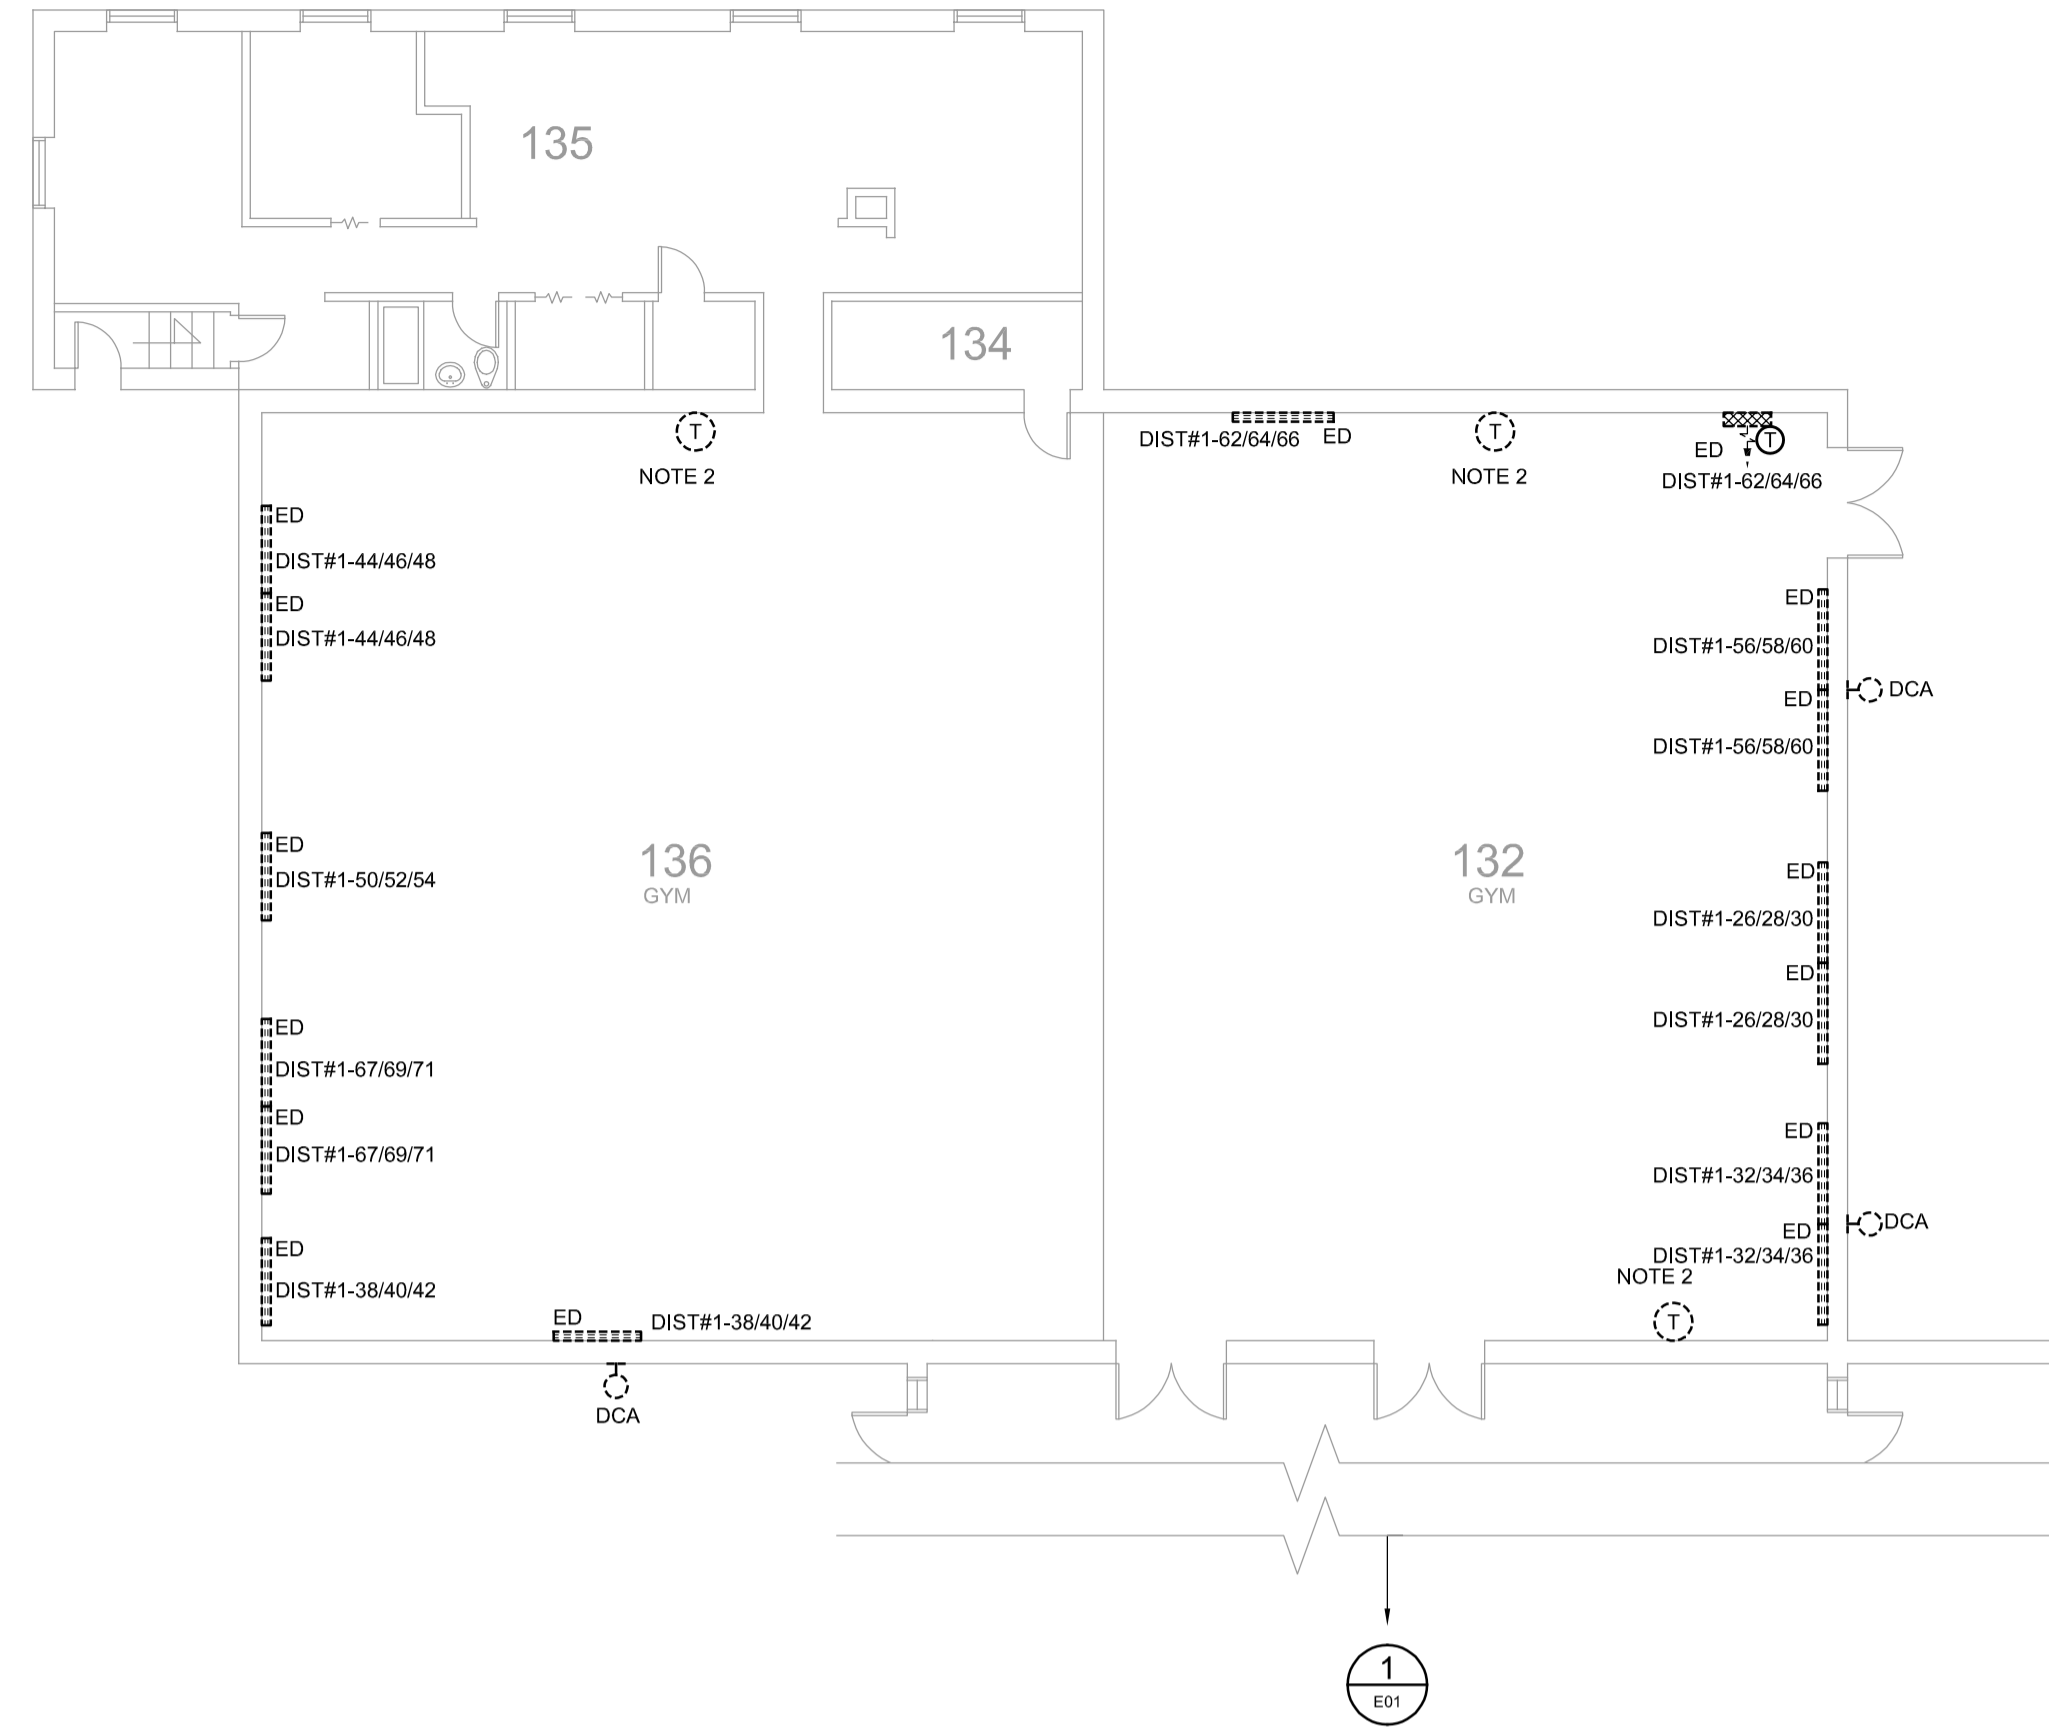 135
134
T
NOTE 2
DIST#1-62/64/66 ED
T
NOTE 2
T
ED
DIST#1-62/64/66
ED
DIST#1-44/46/48
ED
DIST#1-44/46/48
ED
DIST#1-56/58/60
ED
DIST#1-56/58/60
DCA
ED
DIST#1-50/52/54
136
GYM
132
GYM
ED
DIST#1-26/28/30
ED
DIST#1-26/28/30
ED
DIST#1-67/69/71
ED
DIST#1-67/69/71
ED
DIST#1-32/34/36
ED
DIST#1-32/34/36
DCA
NOTE 2
T
ED
DIST#1-38/40/42
ED
DIST#1-38/40/42
DCA
1
E01